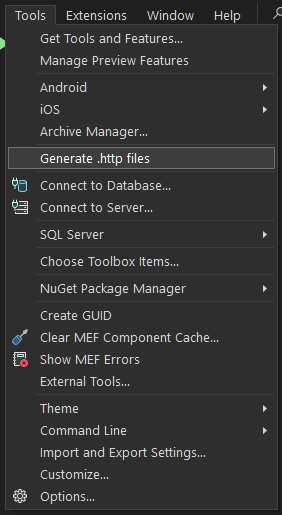 Tools Extensions Window Help
Get Tools and Features...
Manage Preview Features
Android
iOS
Archive Manager...
Generate .http files
Connect to Database...
Connect to Server...
SQL Server
Choose Toolbox Items...
NuGet Package Manager
Create GUID
Clear MEF Component Cache...
Show MEF Errors
External Tools...
Theme
Command Line
Import and Export Settings...
Customize...
Options...